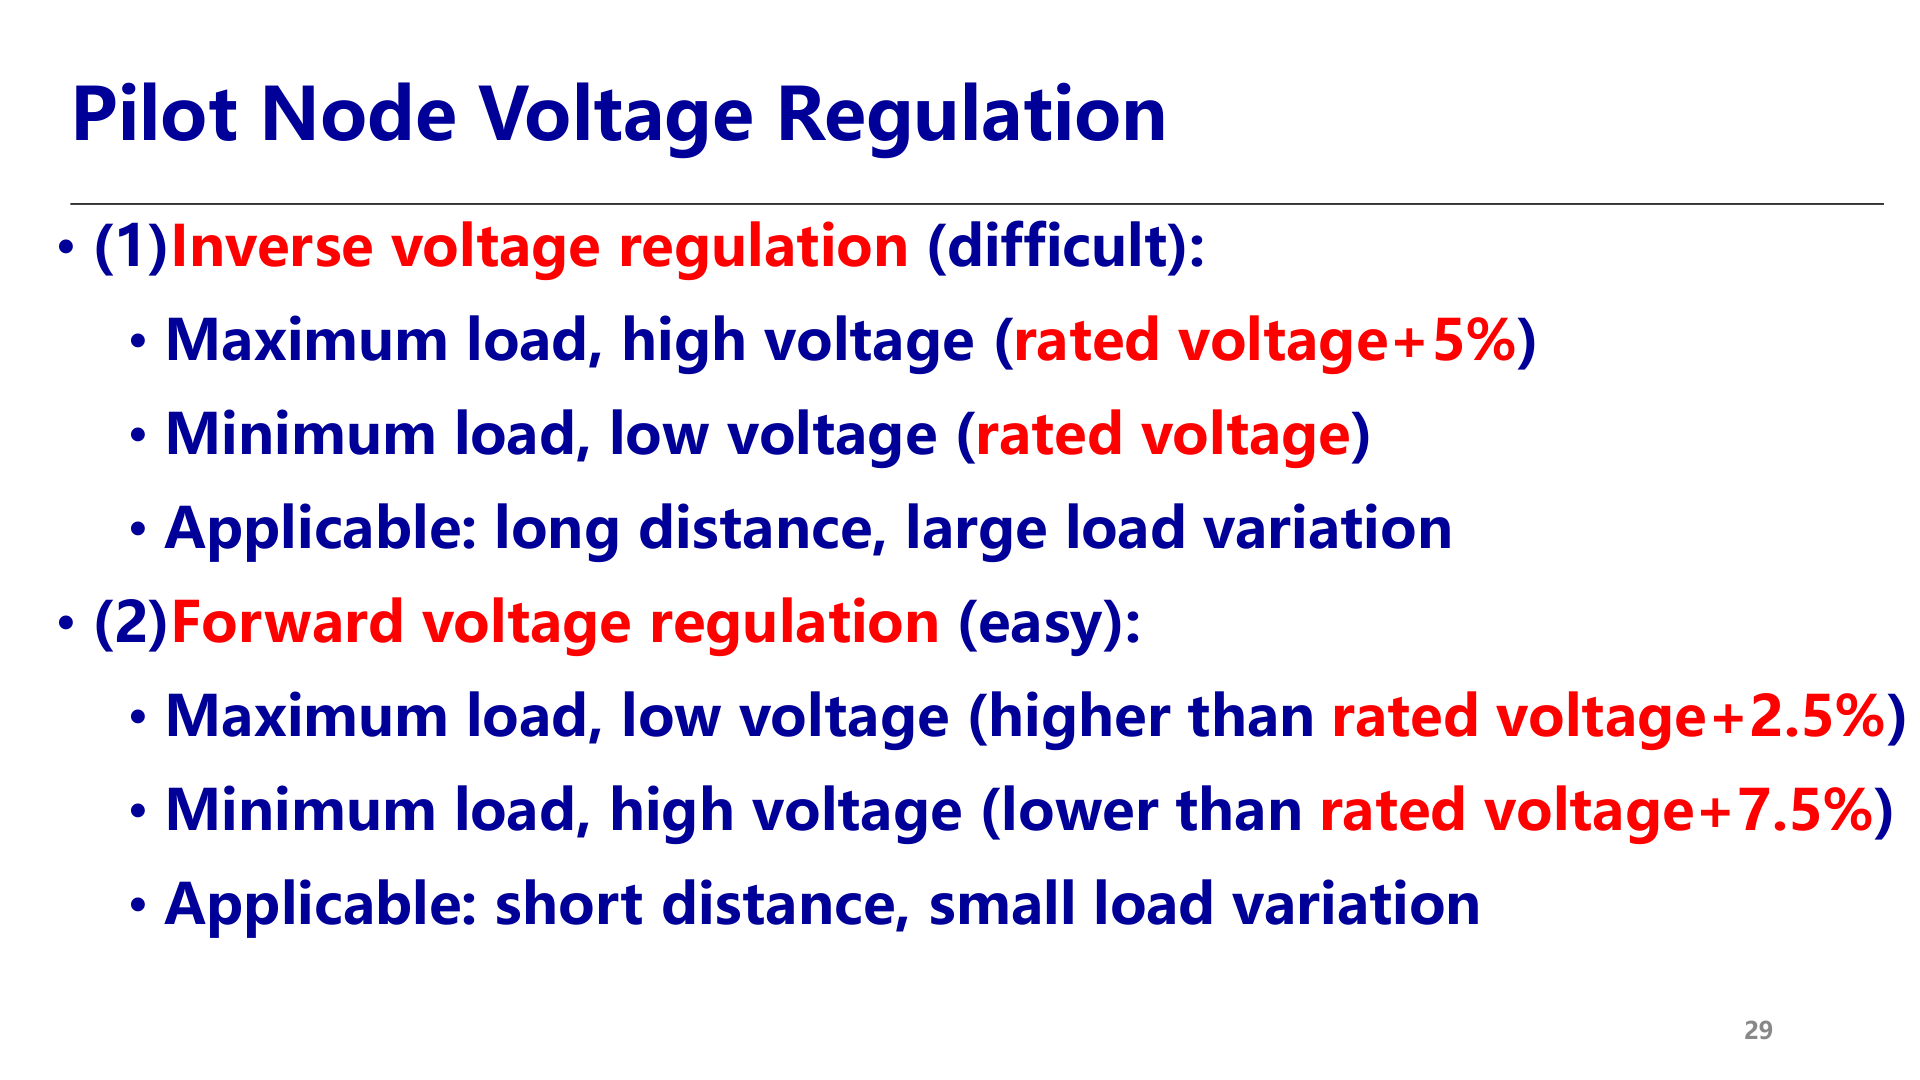 Pilot Node Voltage Regulation
• (1)Inverse voltage regulation (difficult):
• Maximum load, high voltage (rated voltage+5%)
• Minimum load, low voltage (rated voltage)
• Applicable: long distance, large load variation
• (2)Forward voltage regulation (easy):
• Maximum load, low voltage (higher than rated voltage+2.5%)
• Minimum load, high voltage (lower than rated voltage+7.5%)
• Applicable: short distance, small load variation
29